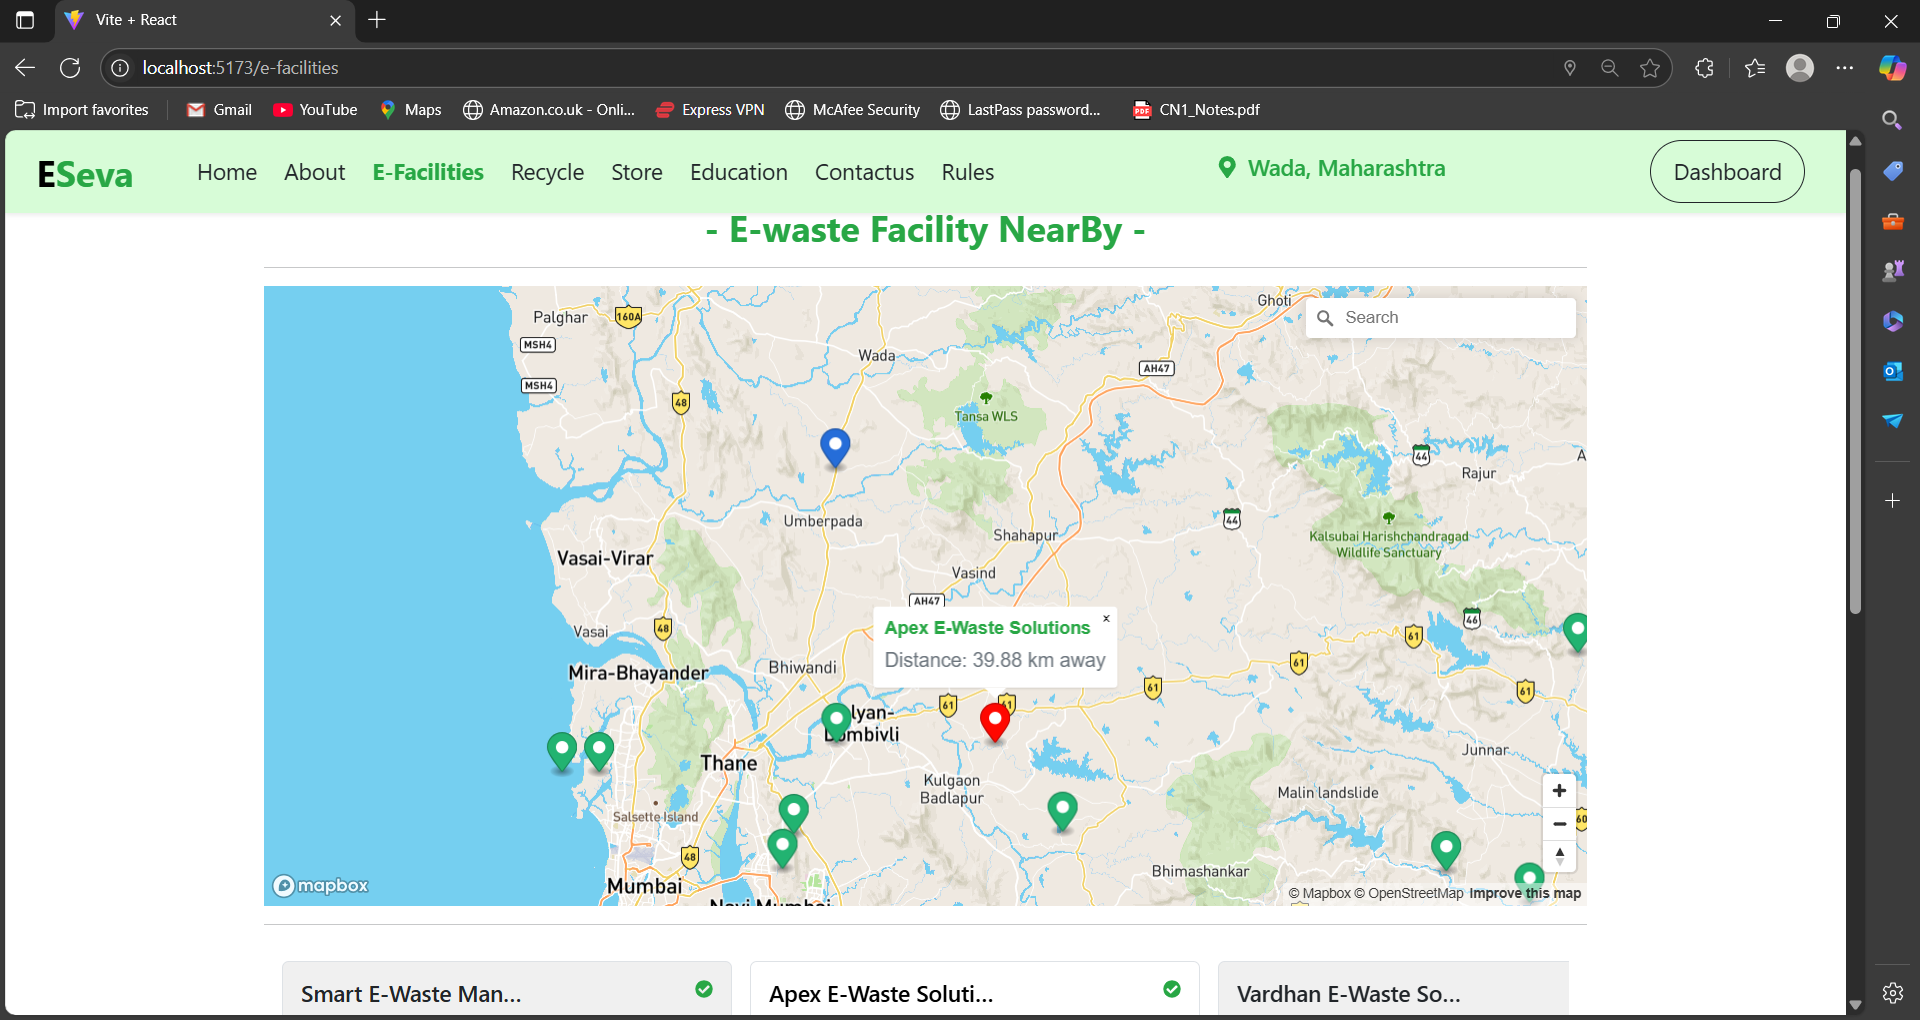 Vite + React
localhost:5173/e-facilities
Import favorites
Gmail
YouTube
Maps
Amazon.co.uk - Onli...
Express VPN
McAfee Security
LastPass password...
CN1_Notes.pdf
ESeva
Home
About
E-Facilities
Recycle
Store
Education
Contactus
Rules
Wada, Maharashtra
Dashboard
- E-waste Facility NearBy -
Palghar
160A
Ghoti
Search
MSH4
Wada
AH47
MSH4
48
Tansa WLS
44
Rajur
A
Umberpada
44
Shahapur
Kalsubai Harishchandragad
Wildlife Sanctuary
Vasai-Virar
Vasind
AH47
Vasai
48
46
Apex E-Waste Solutions
×
Distance: 39.88 km away
61
61
Mira-Bhayander
Bhiwandi
61
61
61
61
lyan-
Dombivli
Thane
Junnar
Kulgaon
Badlapur
Malin landslide
Salsette Island
60
48
Bhimashankar
Mumbai
Navi Mumbai
mapbox
© Mapbox © OpenStreetMap Improve this map
Smart E-Waste Man...
Apex E-Waste Soluti...
Vardhan E-Waste So...